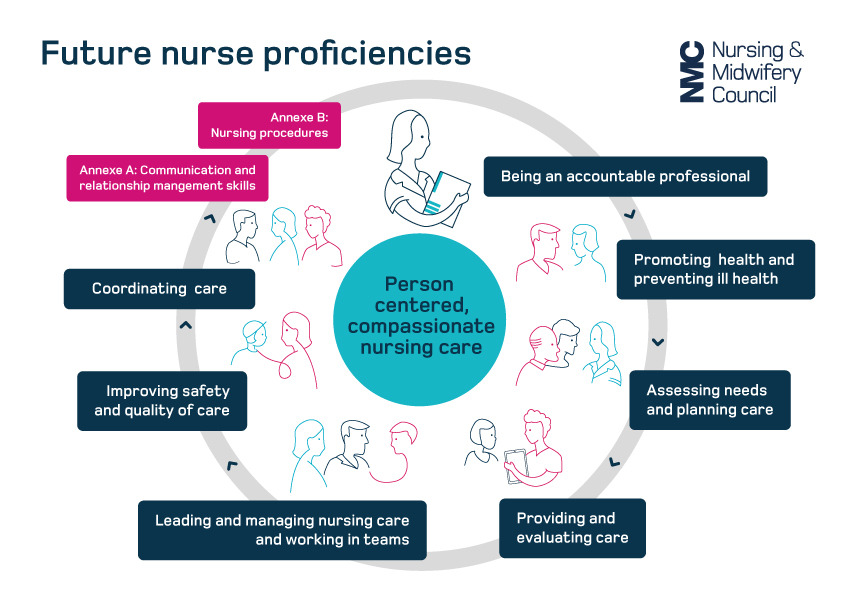 Future nurse proficiencies
NMC
Nursing &
Midwifery
Council
Annexe B:
Nursing procedures
Annexe A: Communication and
relationship mangement skills
Being an accountable professional
Promoting health and
preventing ill health
Assessing needs
and planning care
Providing and
evaluating care
Leading and managing nursing care
and working in teams
Improving safety
and quality of care
Coordinating care
Person
centered,
compassionate
nursing care